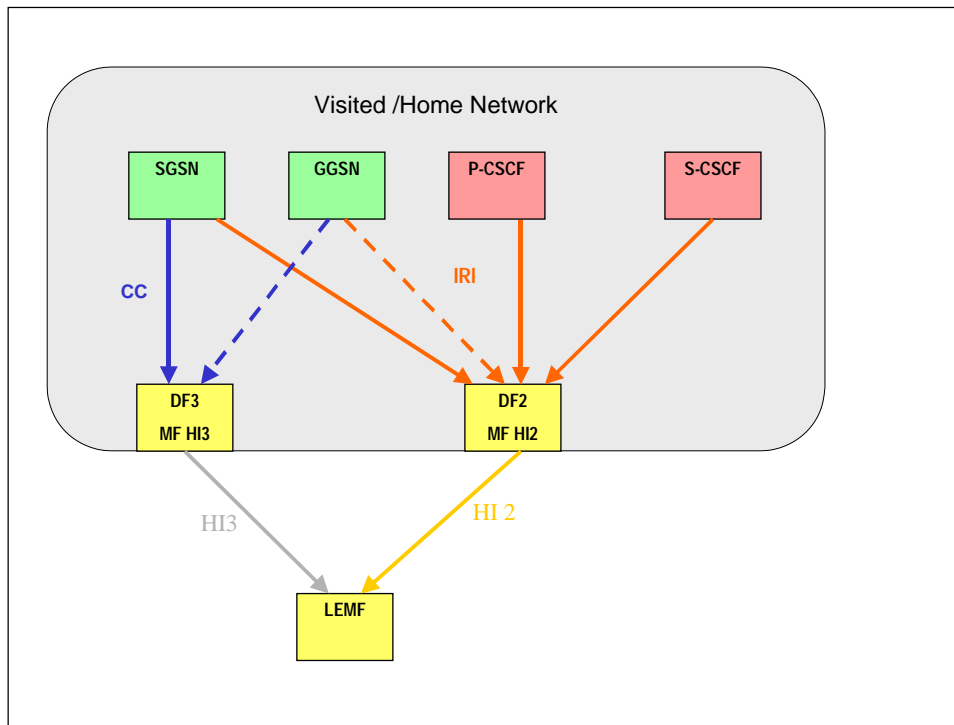 Visited /Home Network
SGSN
GGSN
P-CSCF
S-CSCF
CC
IRI
DF3
MF HI3
DF2
MF HI2
HI3
HI 2
LEMF